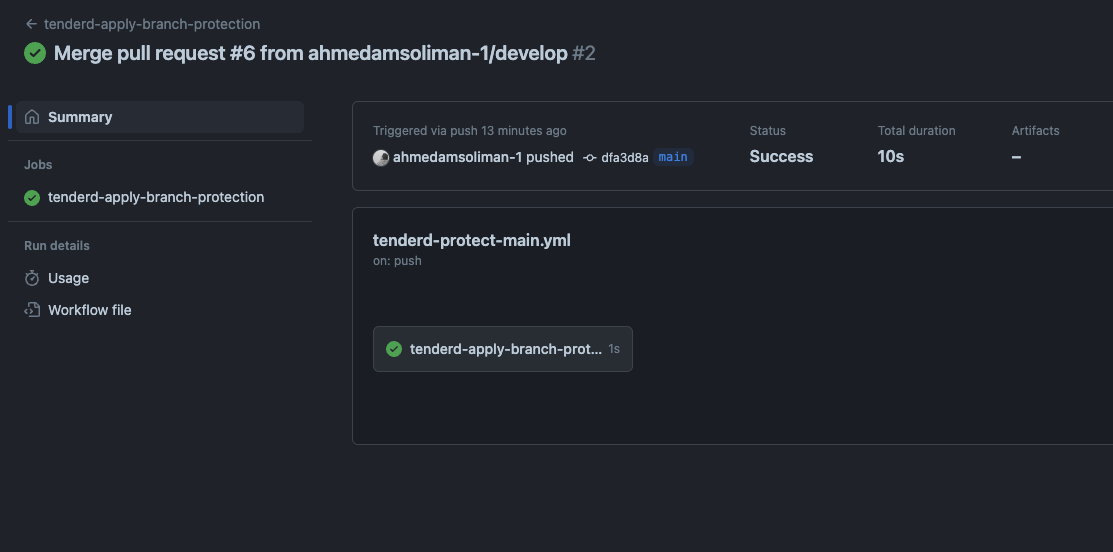 ← tenderd-apply-branch-protection
Merge pull request #6 from ahmedamsoliman-1/develop #2
Summary
Jobs
tenderd-apply-branch-protection
Run details
Usage
Workflow file
Triggered via push 13 minutes ago
ahmedamsoliman-1 pushed dfa3d8a main
Status
Success
Total duration
10s
Artifacts
–
tenderd-protect-main.yml
on: push
tenderd-apply-branch-prot... 1s